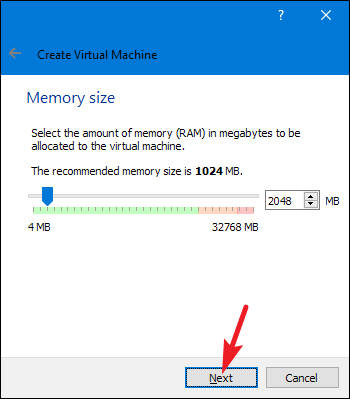 ?
Create Virtual Machine
Memory size
Select the amount of memory (RAM) in megabytes to be
allocated to the virtual machine.
The recommended memory size is 1024 MB.
2048 MB
4 MB 32768 MB
Next Cancel